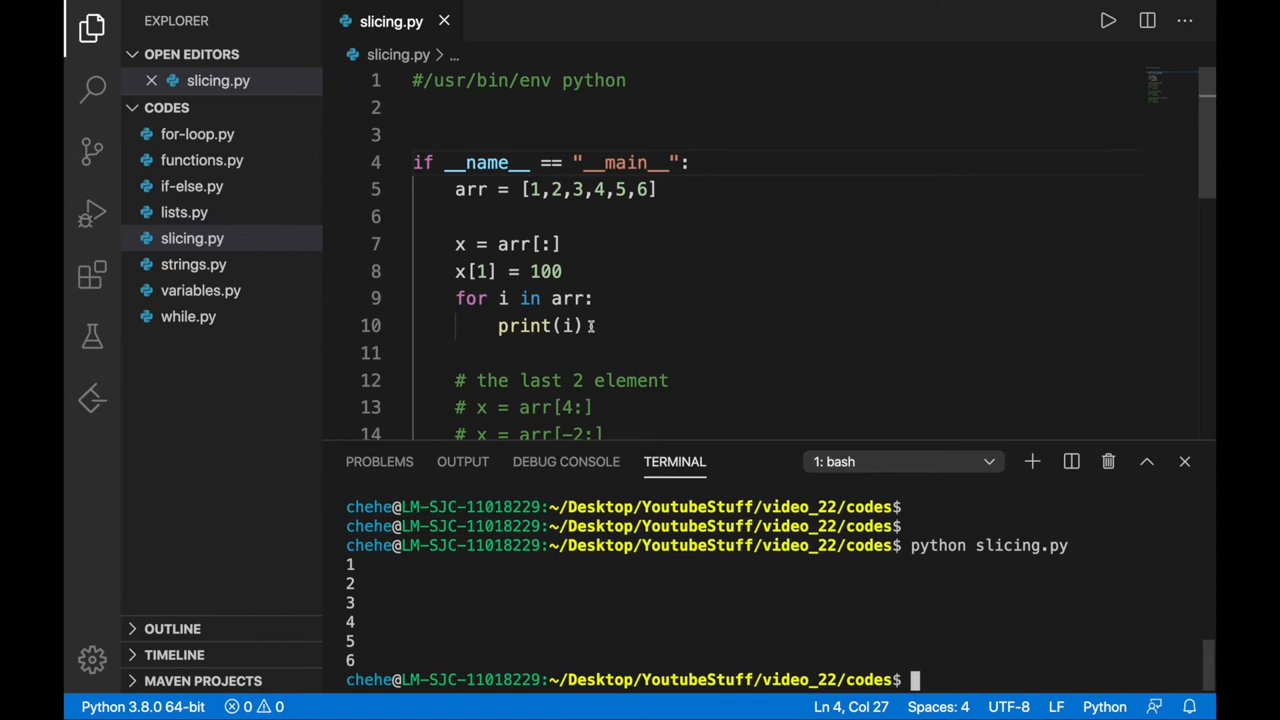 EXPLORER
OPEN EDITORS
slicing.py
CODES
for-loop.py
functions.py
if-else.py
lists.py
slicing.py
strings.py
variables.py
while.py
OUTLINE
TIMELINE
MAVEN PROJECTS
slicing.py
slicing.py > ...
1 #/usr/bin/env python
2
3
4 if __name__ == "__main__":
5 arr = [1,2,3,4,5,6]
6
7 x = arr[:]
8 x[1] = 100
9 for i in arr:
10 print(i)
11
12 # the last 2 element
13 # x = arr[4:]
14 # x = arr[-2:]
PROBLEMS OUTPUT DEBUG CONSOLE TERMINAL 1: bash
chehe@LM-SJC-11018229:~/Desktop/YoutubeStuff/video_22/codes$
chehe@LM-SJC-11018229:~/Desktop/YoutubeStuff/video_22/codes$
chehe@LM-SJC-11018229:~/Desktop/YoutubeStuff/video_22/codes$ python slicing.py
1
2
3
4
5
6
chehe@LM-SJC-11018229:~/Desktop/YoutubeStuff/video_22/codes$
Python 3.8.0 64-bit 0 0 Ln 4, Col 27 Spaces: 4 UTF-8 LF Python